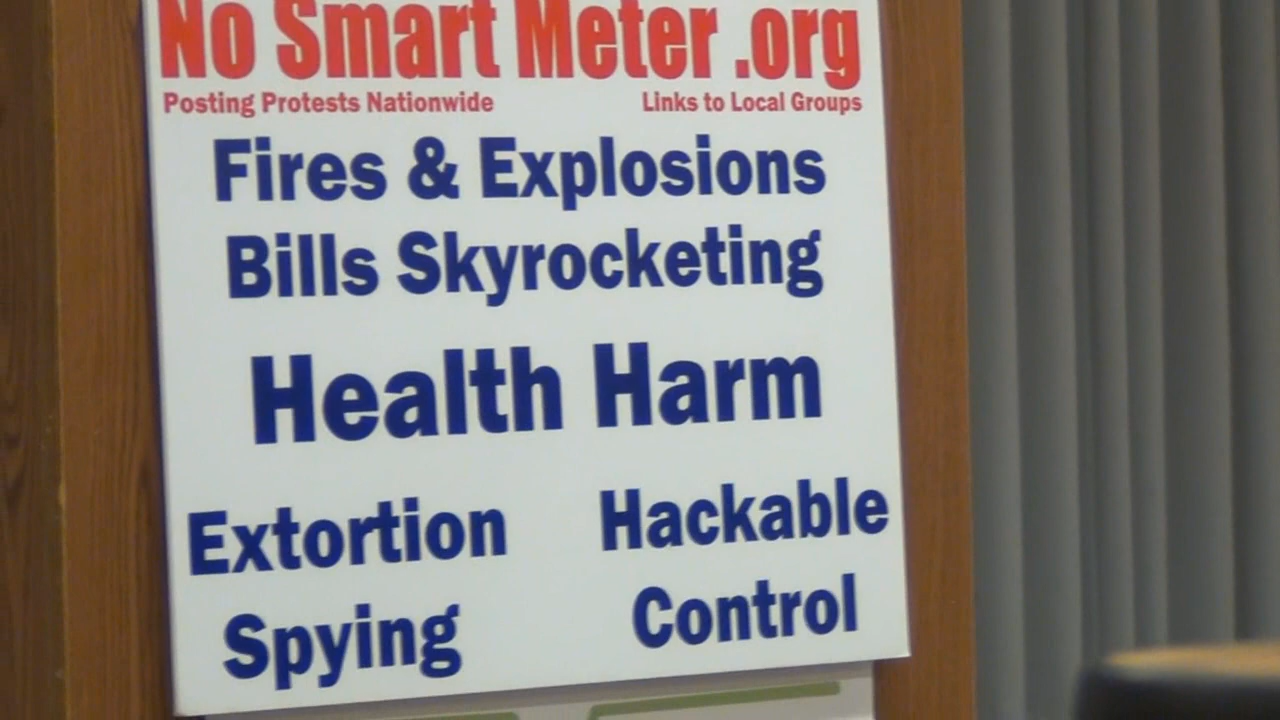 No Smart Meter .org
Posting Protests Nationwide Links to Local Groups
Fires & Explosions
Bills Skyrocketing
Health Harm
Extortion Hackable
Spying Control